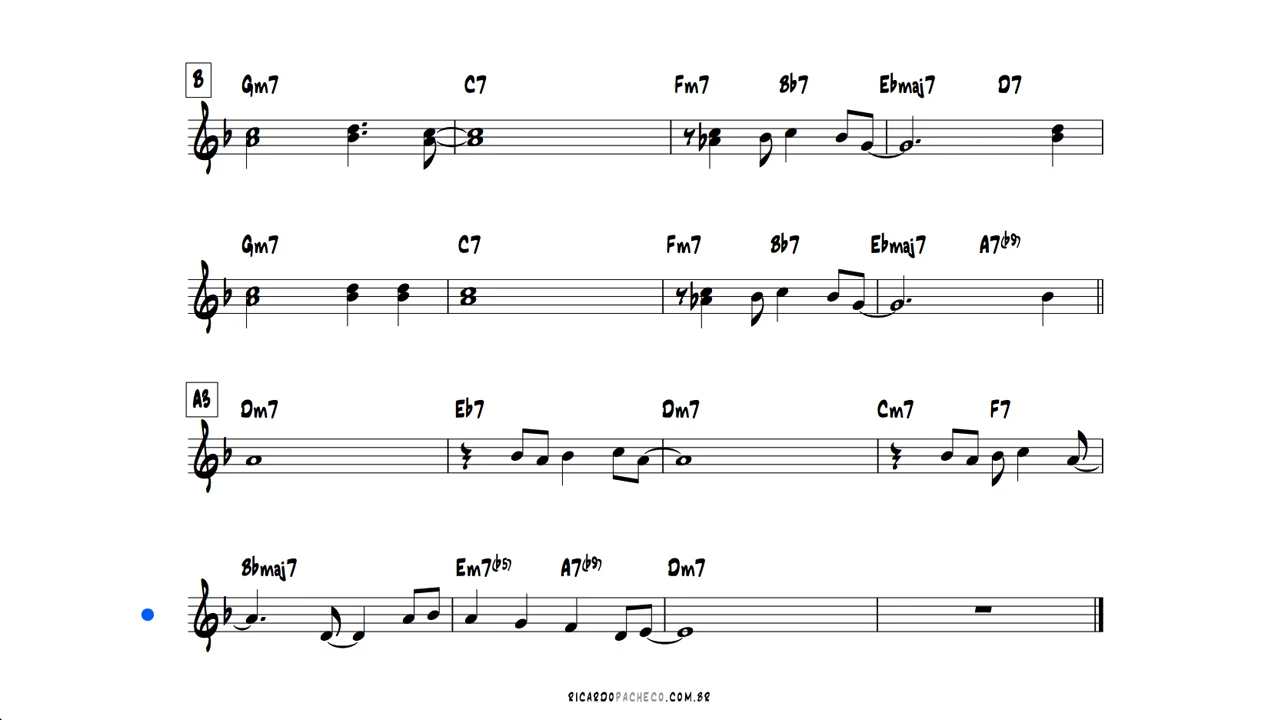 B
Gm7 C7 Fm7 Bb7 Ebmaj7 D7
Gm7 C7 Fm7 Bb7 Ebmaj7 A7(b9)
A3
Dm7 Eb7 Dm7 Cm7 F7
Bbmaj7 Em7(b5) A7(b9) Dm7
RICARDOPACHECO.COM.BR